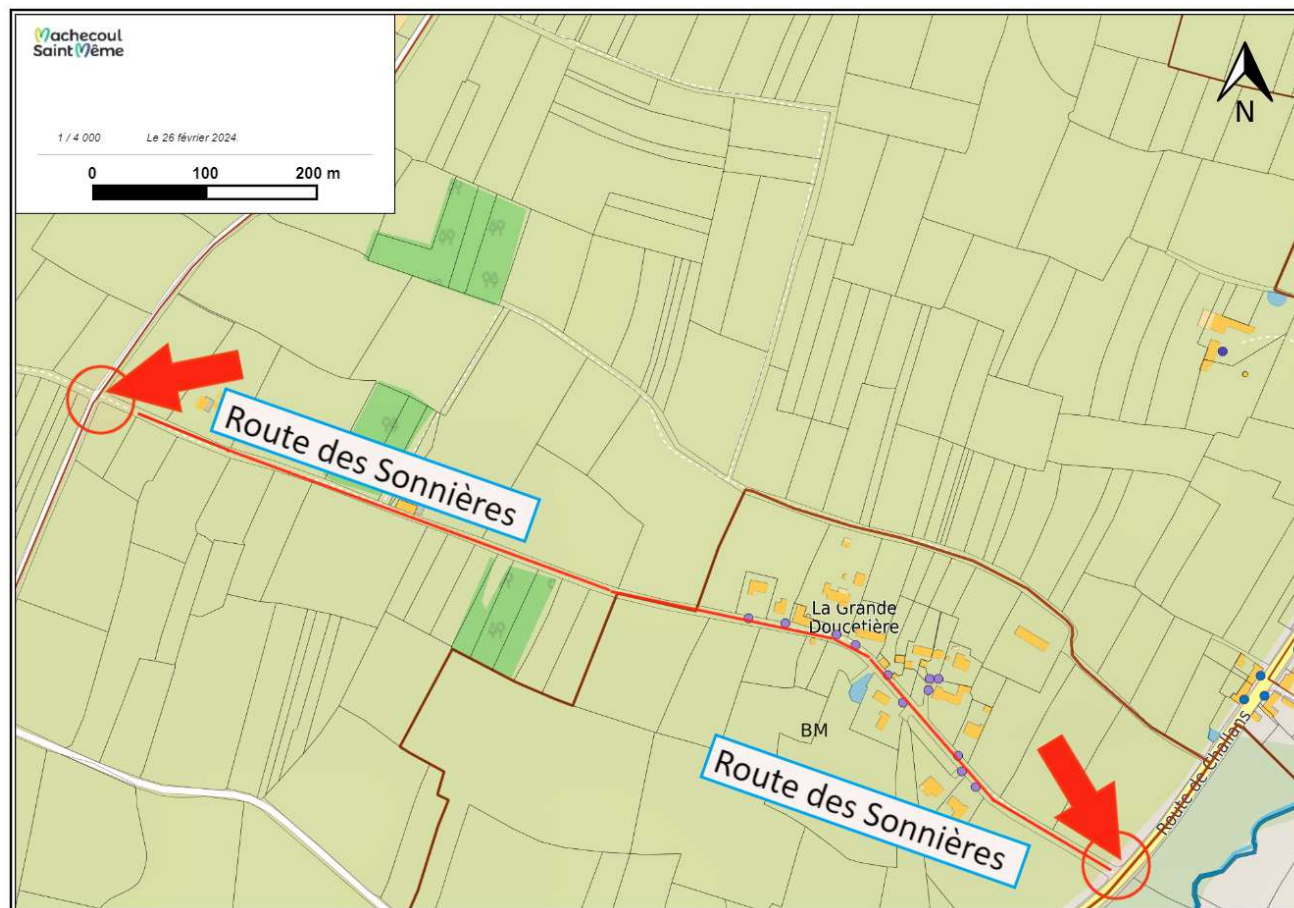 Machecoul
Saint Même
1 / 4 000 Le 26 février 2024.
0 100 200 m
N
Route des Sonnières
La Grande
Doucetière
BM
Route des Sonnières
Route de Challans